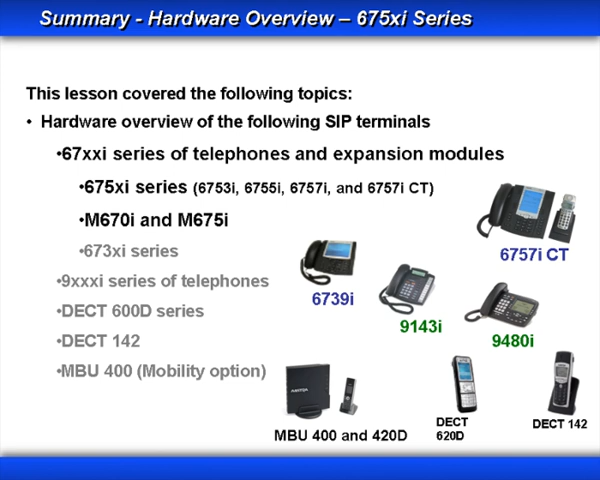 Summary - Hardware Overview – 675xi Series
This lesson covered the following topics:
• Hardware overview of the following SIP terminals
•67xxi series of telephones and expansion modules
•675xi series (6753i, 6755i, 6757i, and 6757i CT)
•M670i and M675i
•673xi series
•9xxxi series of telephones
•DECT 600D series
•DECT 142
•MBU 400 (Mobility option)
6757i CT
6739i
9143i
9480i
MBU 400 and 420D
DECT
620D
DECT 142
AASTRA